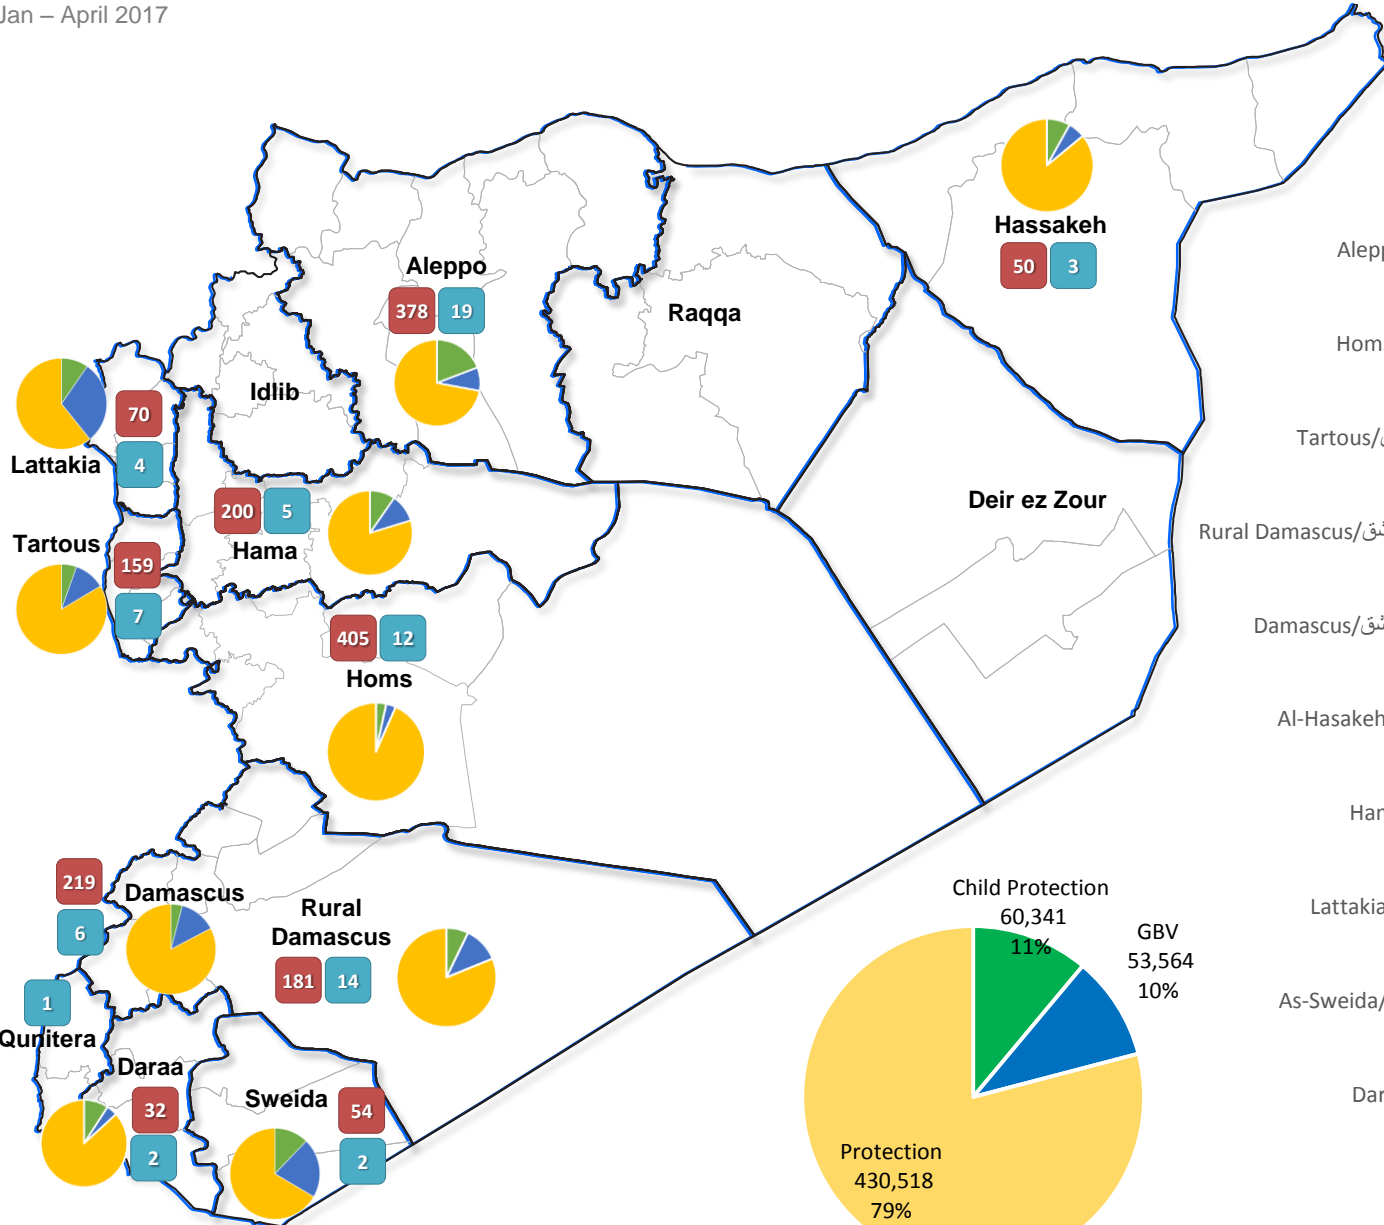 Jan – April 2017
Hassakeh
50 3
Aleppo
378 19
Raqqa
Idlib
70
4
Lattakia
200 5
Hama
Deir ez Zour
Tartous
159
7
405 12
Homs
219
6
Damascus
Rural
Damascus
181 14
1
Qunitera
Daraa
32
2
Sweida
54
2
Child Protection
60,341
11%
GBV
53,564
10%
Protection
430,518
79%
Alepp
Hom
Tartous/
Rural Damascus/
Damascus/
Al-Hasakeh
Han
Lattakia
As-Sweida/
Dar